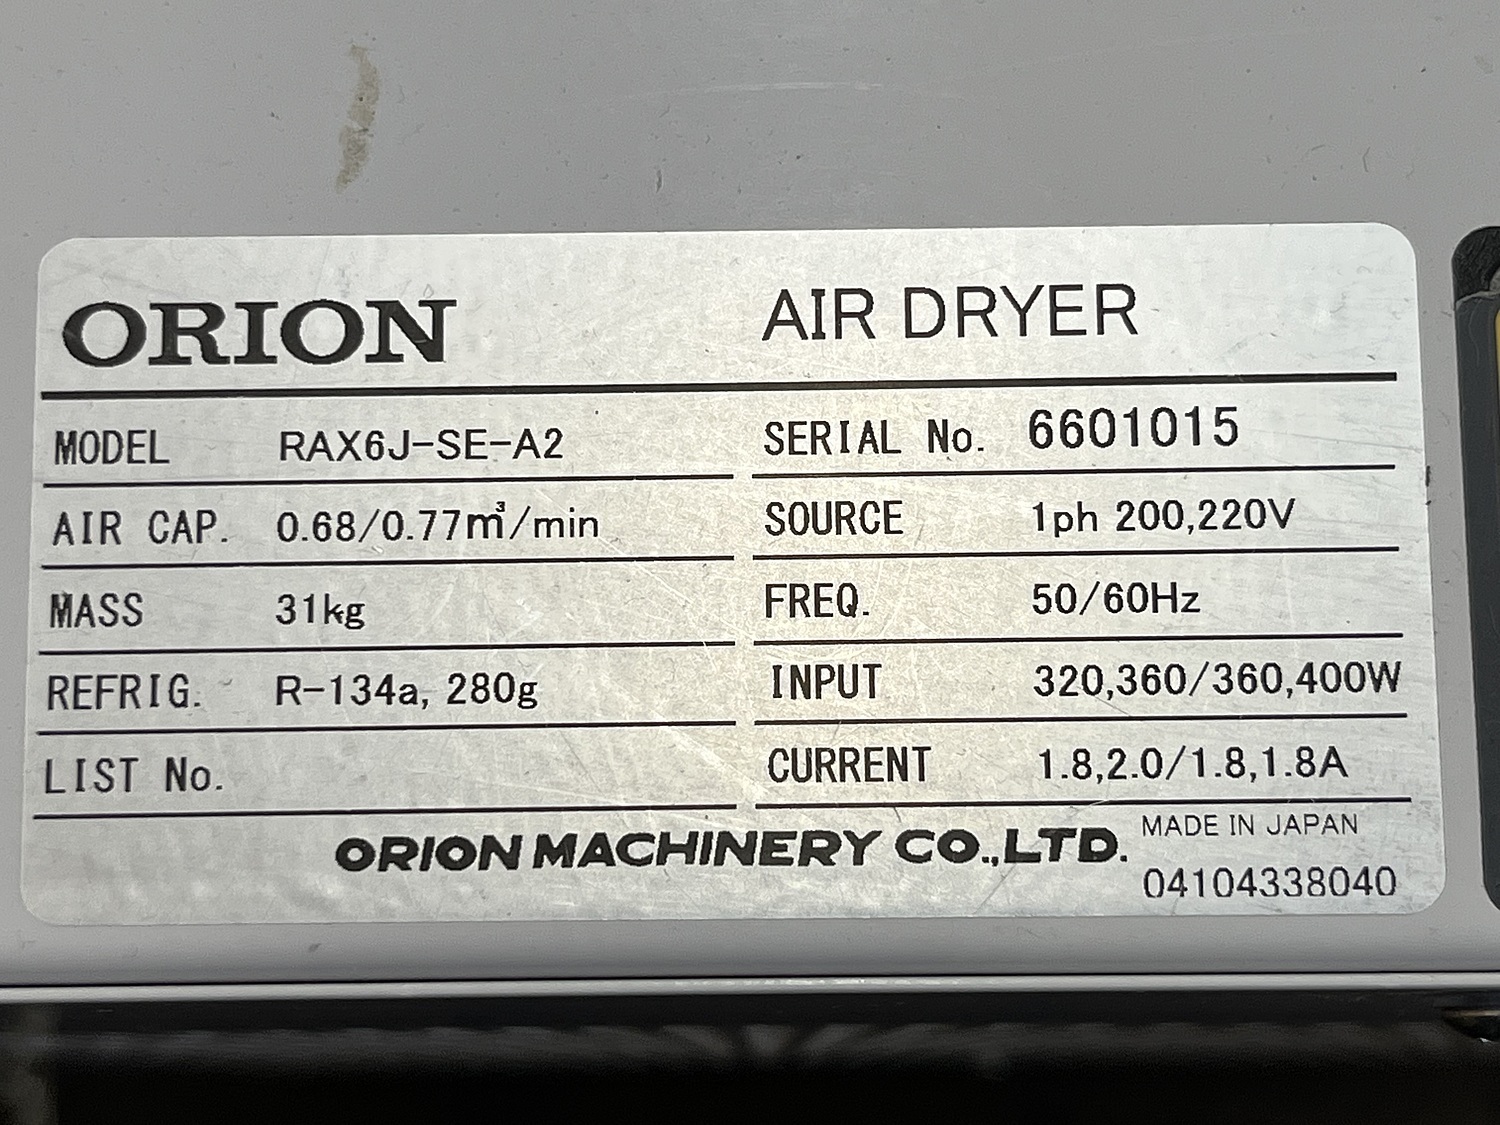 ORION AIR DRYER
MODEL RAX6J-SE-A2 SERIAL No. 6601015
AIR CAP. 0.68/0.77㎥/min SOURCE 1ph 200,220V
MASS 31kg FREQ. 50/60Hz
REFRIG. R-134a, 280g INPUT 320,360/360,400W
LIST No. CURRENT 1.8,2.0/1.8,1.8A
ORION MACHINERY CO.,LTD. MADE IN JAPAN
04104338040